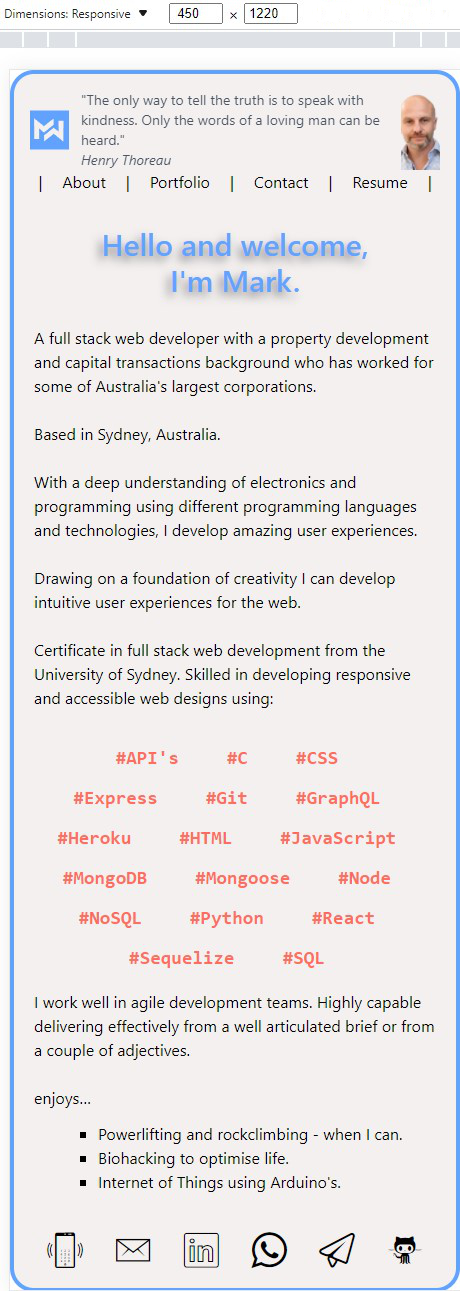 Dimensions: Responsive ▼ 450 × 1220
"The only way to tell the truth is to speak with
kindness. Only the words of a loving man can be
heard."
Henry Thoreau
| About | Portfolio | Contact | Resume |
Hello and welcome,
I'm Mark.
A full stack web developer with a property development
and capital transactions background who has worked for
some of Australia's largest corporations.
Based in Sydney, Australia.
With a deep understanding of electronics and
programming using different programming languages
and technologies, I develop amazing user experiences.
Drawing on a foundation of creativity I can develop
intuitive user experiences for the web.
Certificate in full stack web development from the
University of Sydney. Skilled in developing responsive
and accessible web designs using:
#API's #C #CSS
#Express #Git #GraphQL
#Heroku #HTML #JavaScript
#MongoDB #Mongoose #Node
#NoSQL #Python #React
#Sequelize #SQL
I work well in agile development teams. Highly capable
delivering effectively from a well articulated brief or from
a couple of adjectives.
enjoys...
▪ Powerlifting and rockclimbing - when I can.
▪ Biohacking to optimise life.
▪ Internet of Things using Arduino's.
in